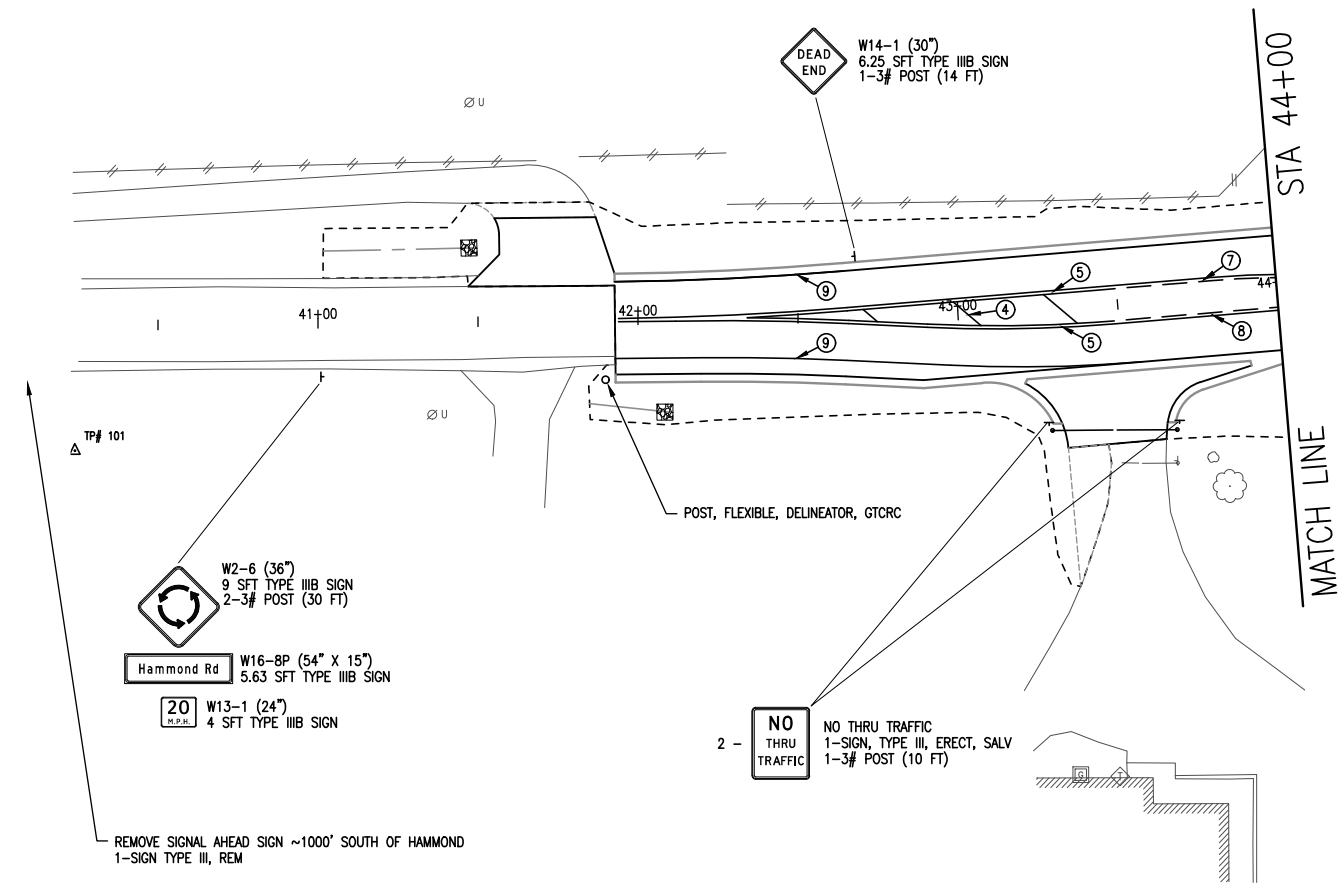 DEAD
END
W14-1 (30")
6.25 SFT TYPE IIIB SIGN
1-3# POST (14 FT)
STA 44+00
U
7
5
9
4
43+00
44
42+00
41+00
8
5
9
U
TP# 101
POST, FLEXIBLE, DELINEATOR, GTCRC
MATCH LINE
W2-6 (36")
9 SFT TYPE IIIB SIGN
2-3# POST (30 FT)
Hammond Rd
W16-8P (54" X 15")
5.63 SFT TYPE IIIB SIGN
20
M.P.H.
W13-1 (24")
4 SFT TYPE IIIB SIGN
2 -
NO
THRU
TRAFFIC
NO THRU TRAFFIC
1-SIGN, TYPE III, ERECT, SALV
1-3# POST (10 FT)
G
T
REMOVE SIGNAL AHEAD SIGN ~1000' SOUTH OF HAMMOND
1-SIGN TYPE III, REM